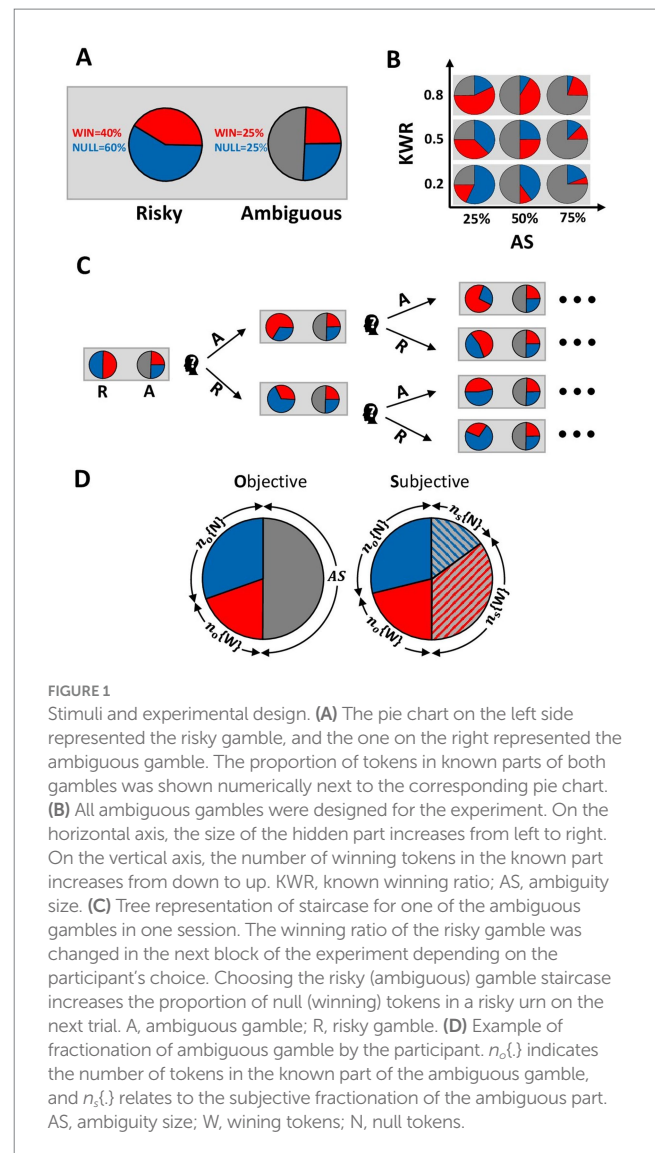 A
WIN=40%
NULL=60%
WIN=25%
NULL=25%
Risky
Ambiguous
B
KWR
0.8
0.5
0.2
25%
50%
75%
AS
C
R
A
?
A
R
?
A
R
?
A
R
D
Objective
Subjective
nₒ{N}
nₒ{W}
AS
nₒ{N}
nₒ{W}
nₛ{N}
nₛ{W}
FIGURE 1
Stimuli and experimental design. (A) The pie chart on the left side
represented the risky gamble, and the one on the right represented the
ambiguous gamble. The proportion of tokens in known parts of both
gambles was shown numerically next to the corresponding pie chart.
(B) All ambiguous gambles were designed for the experiment. On the
horizontal axis, the size of the hidden part increases from left to right.
On the vertical axis, the number of winning tokens in the known part
increases from down to up. KWR, known winning ratio; AS, ambiguity
size. (C) Tree representation of staircase for one of the ambiguous
gambles in one session. The winning ratio of the risky gamble was
changed in the next block of the experiment depending on the
participant's choice. Choosing the risky (ambiguous) gamble staircase
increases the proportion of null (winning) tokens in a risky urn on the
next trial. A, ambiguous gamble; R, risky gamble. (D) Example of
fractionation of ambiguous gamble by the participant. nₒ{.} indicates
the number of tokens in the known part of the ambiguous gamble,
and nₛ{.} relates to the subjective fractionation of the ambiguous part.
AS, ambiguity size; W, wining tokens; N, null tokens.